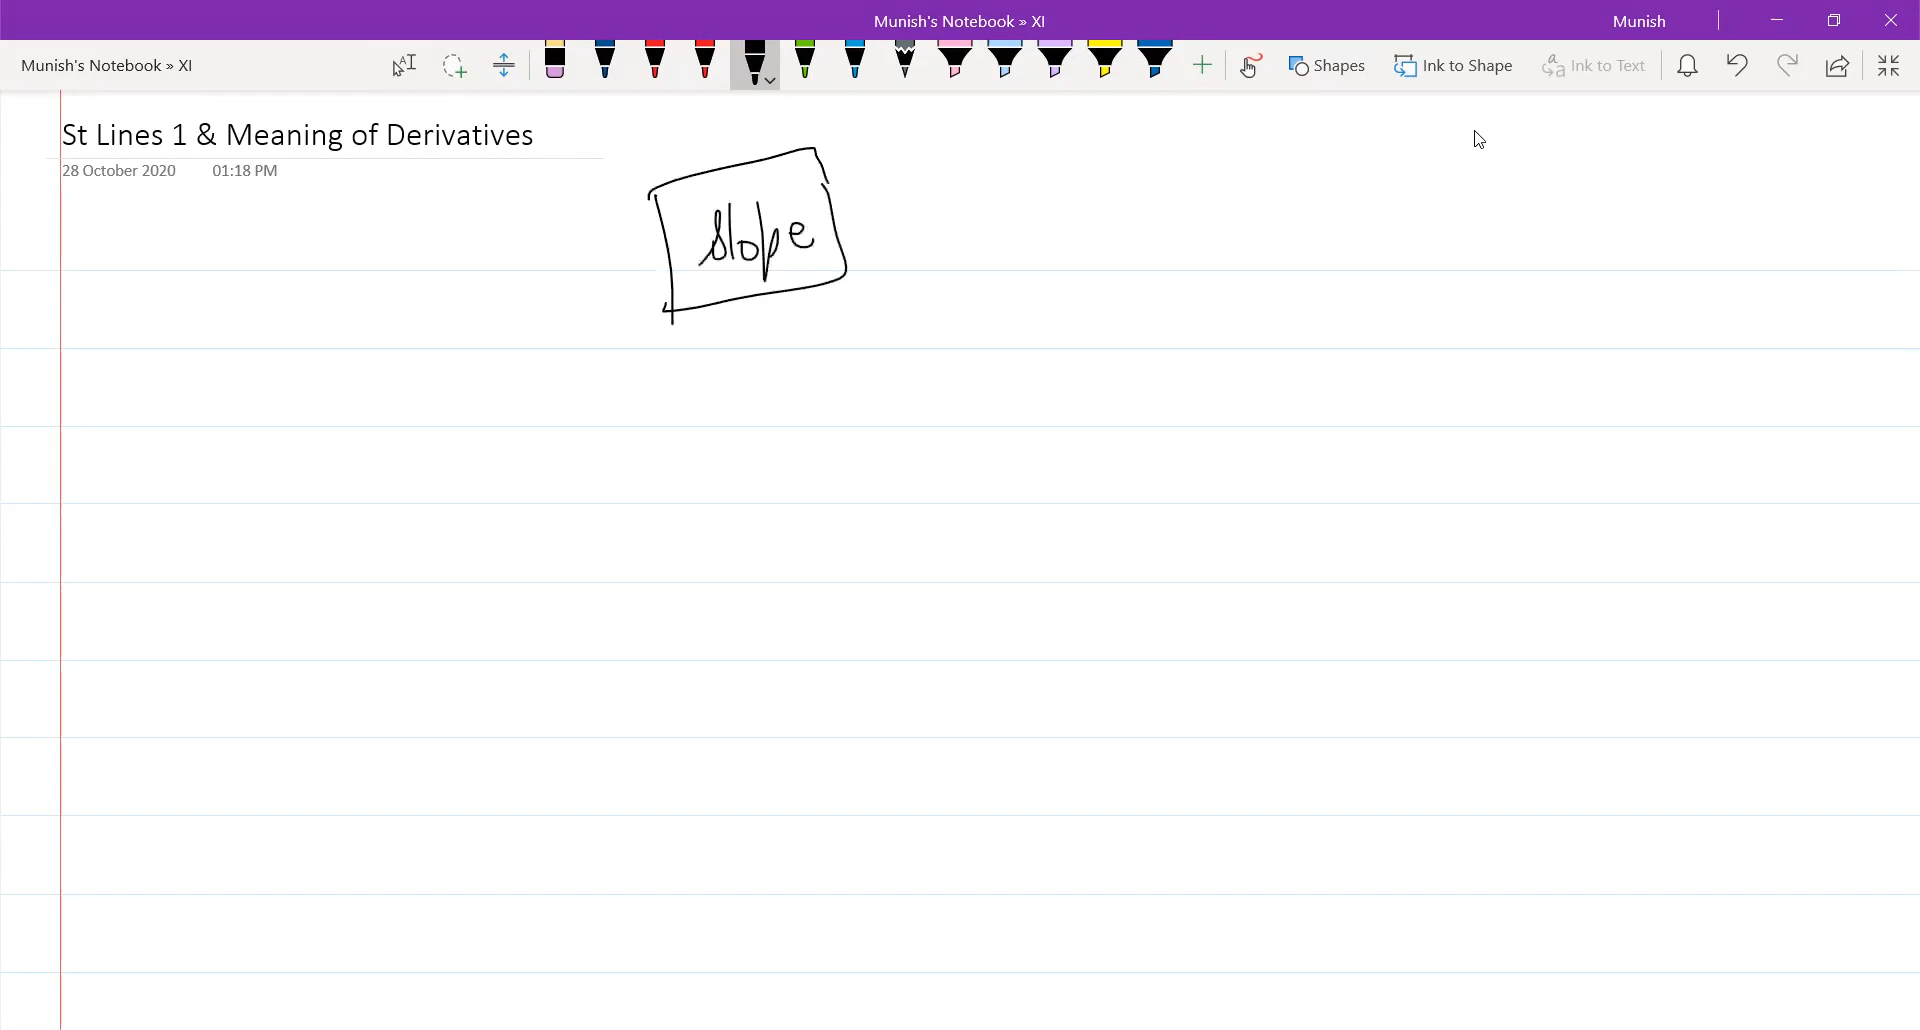 Munish's Notebook » XI
Munish
Munish's Notebook » XI
Shapes
Ink to Shape
Ink to Text
St Lines 1 & Meaning of Derivatives
28 October 2020 01:18 PM
slope